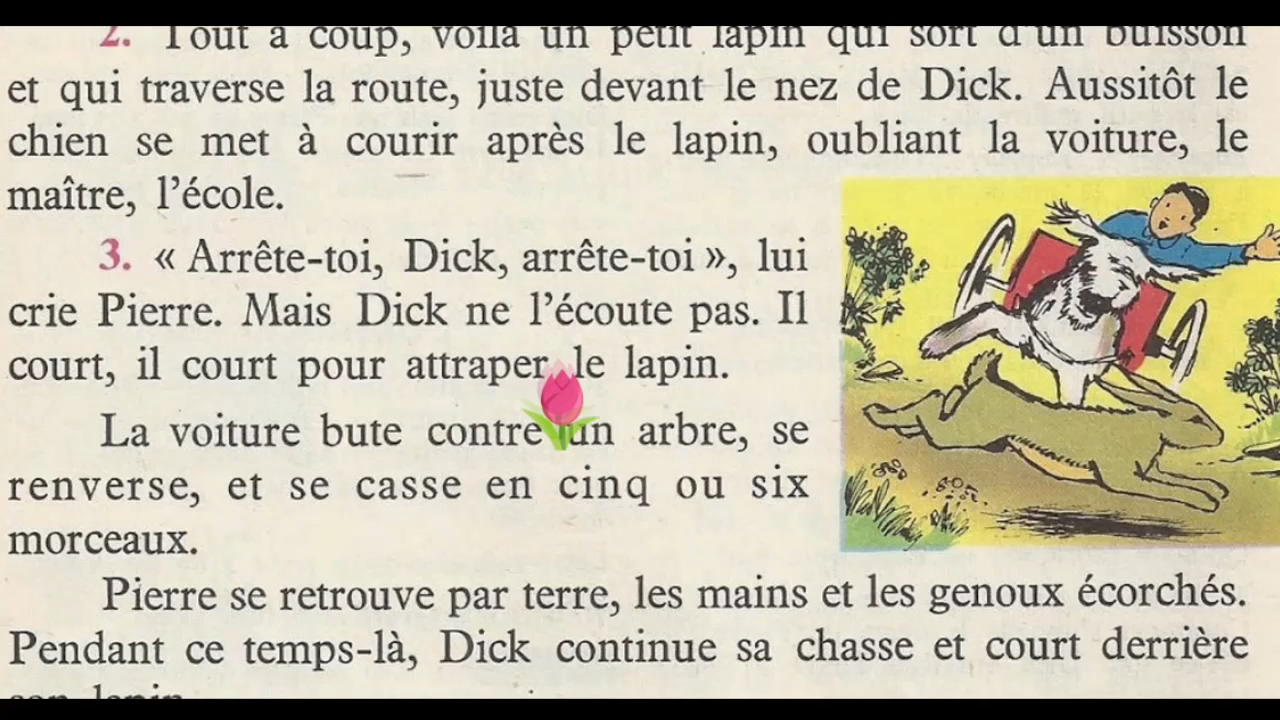 2. Tout à coup, voilà un petit lapin qui sort d'un buisson
et qui traverse la route, juste devant le nez de Dick. Aussitôt le
chien se met à courir après le lapin, oubliant la voiture, le
maître, l'école.
3. « Arrête-toi, Dick, arrête-toi », lui
crie Pierre. Mais Dick ne l'écoute pas. Il
court, il court pour attraper le lapin.
La voiture bute contre un arbre, se
renverse, et se casse en cinq ou six
morceaux.
Pierre se retrouve par terre, les mains et les genoux écorchés.
Pendant ce temps-là, Dick continue sa chasse et court derrière
son lapin